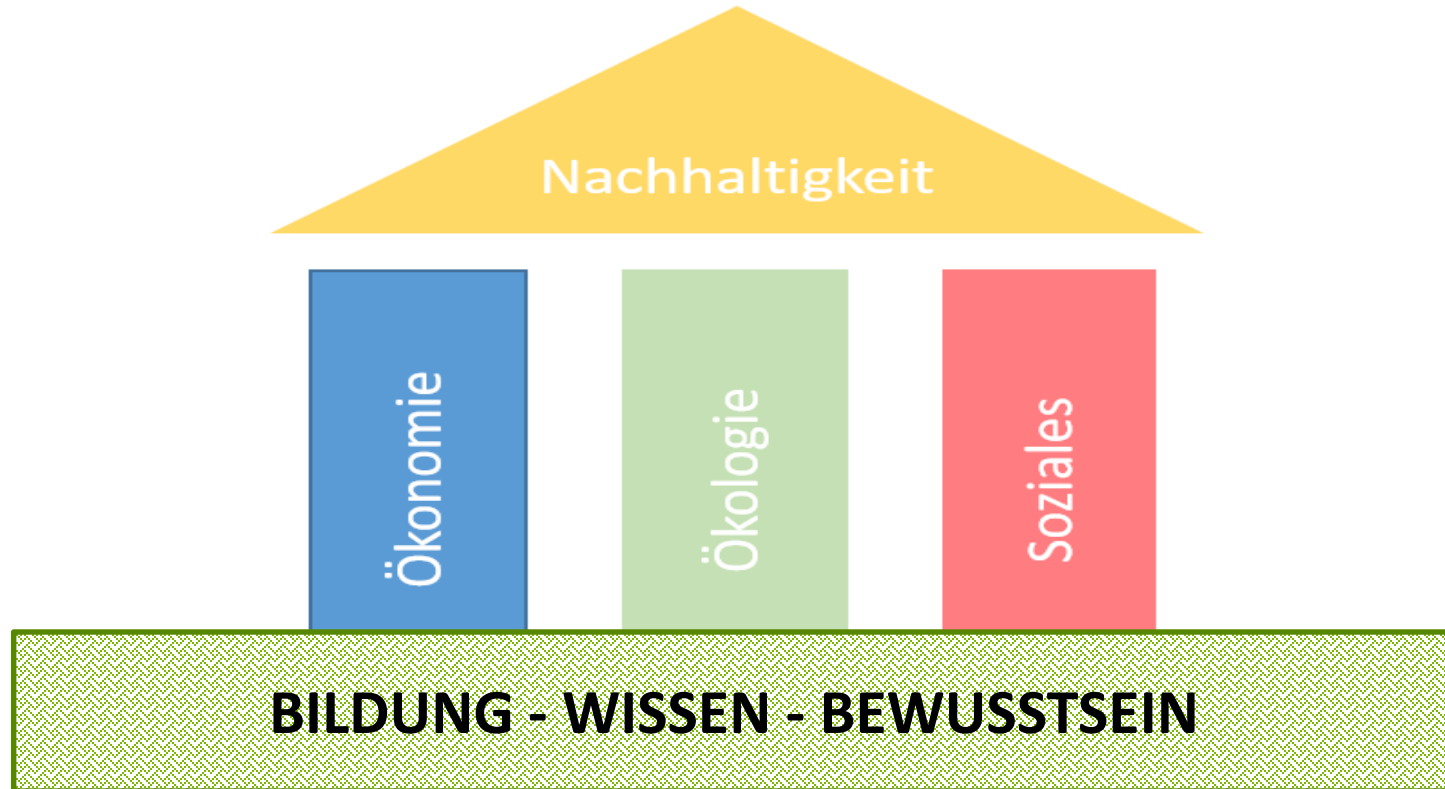 Nachhaltigkeit
Ökonomie
Ökologie
Soziales
BILDUNG - WISSEN - BEWUSSTSEIN